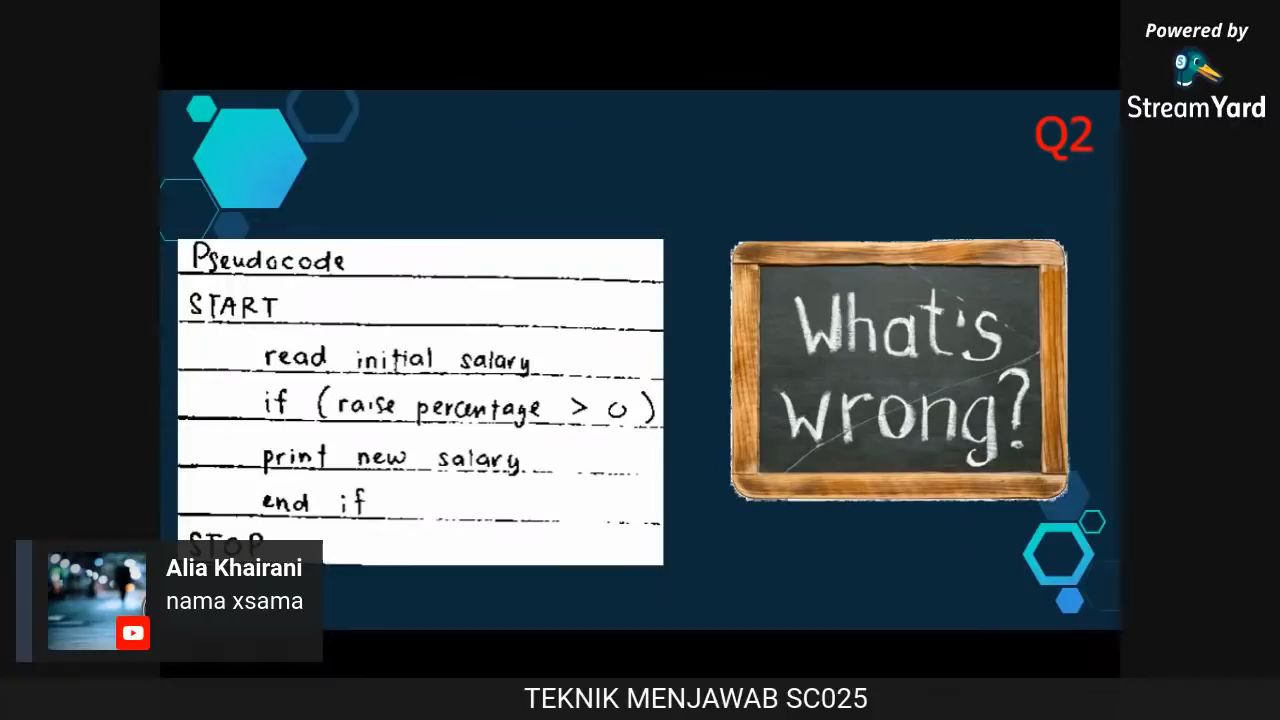 Powered by
StreamYard
Q2
Pseudocode
START
read initial salary
if (raise percentage > 0)
print new salary
end if
STOP
What's
wrong?
Alia Khairani
nama xsama
TEKNIK MENJAWAB SC025